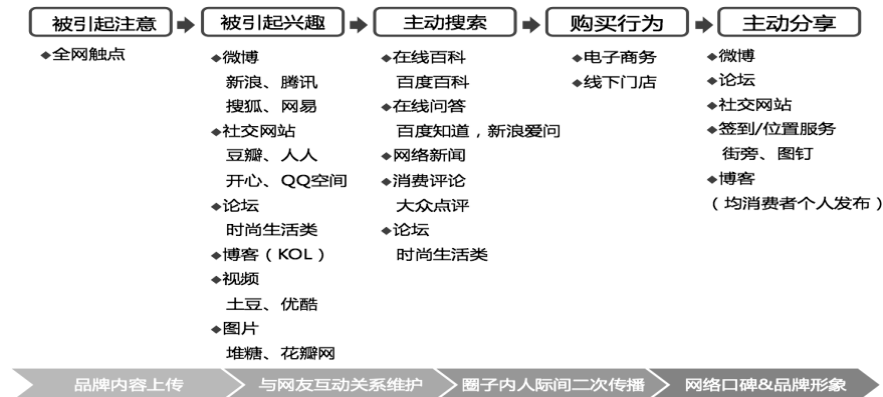 被引起注意
被引起兴趣
主动搜索
购买行为
主动分享
◆全网触点
◆微博
新浪、腾讯
搜狐、网易
◆社交网站
豆瓣、人人
开心、QQ空间
◆论坛
时尚生活类
◆博客（KOL）
◆视频
土豆、优酷
◆图片
堆糖、花瓣网
◆在线百科
百度百科
◆在线问答
百度知道，新浪爱问
◆网络新闻
◆消费评论
大众点评
◆论坛
时尚生活类
◆电子商务
◆线下门店
◆微博
◆论坛
◆社交网站
◆签到/位置服务
街旁、图钉
◆博客
（均消费者个人发布）
品牌内容上传
与网友互动关系维护
圈子内人际间二次传播
网络口碑&品牌形象